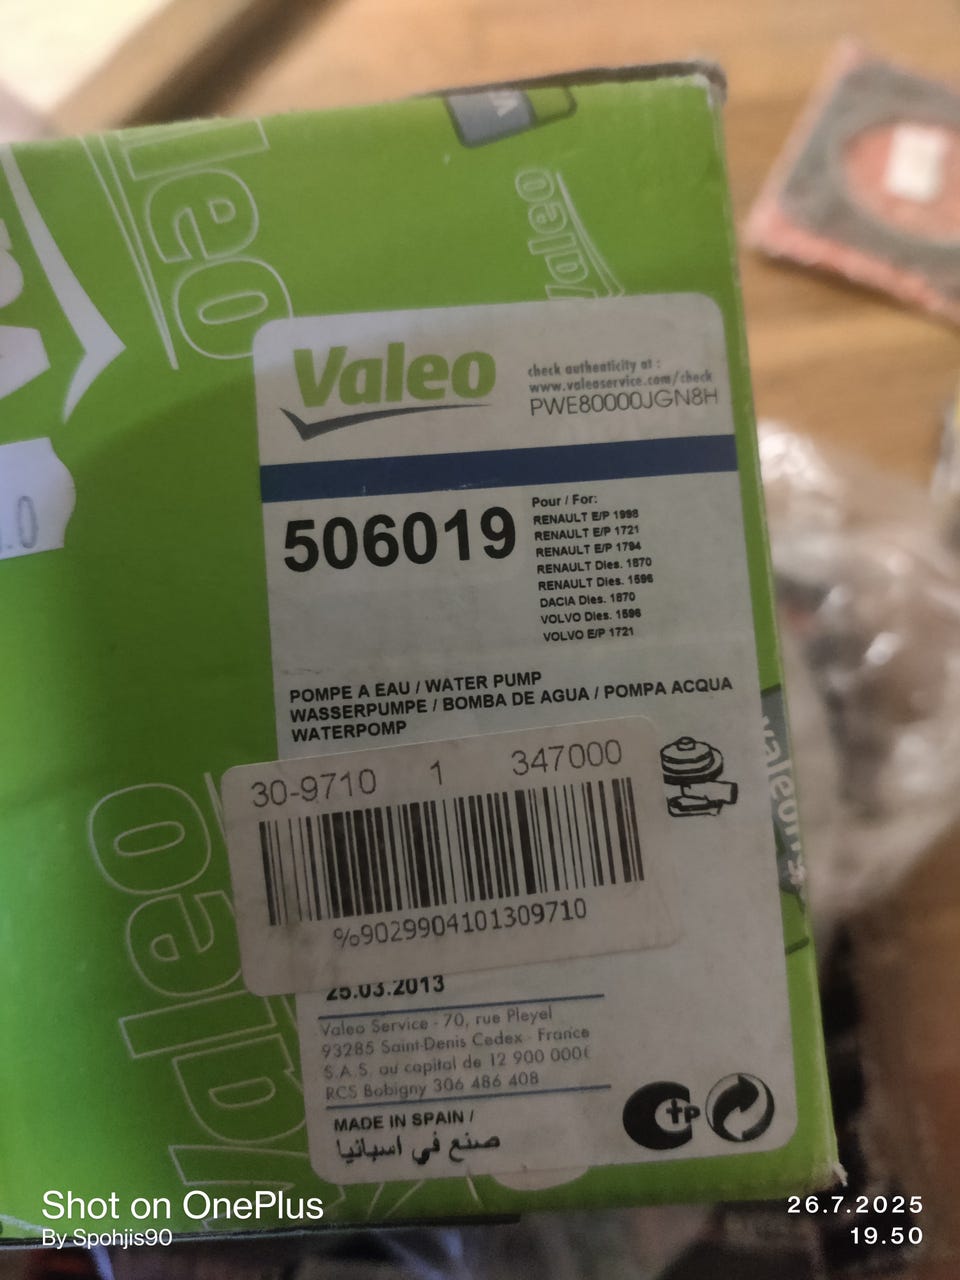 leo
valeo
Valeo
check authenticity at :
www.valeoservice.com/check
PWE80000JGN8H
506019
Pour / For:
RENAULT E/P 1998
RENAULT E/P 1721
RENAULT E/P 1794
RENAULT Dies. 1870
RENAULT Dies. 1596
DACIA Dies. 1870
VOLVO Dies. 1596
VOLVO E/P 1721
POMPE A EAU / WATER PUMP
WASSERPUMPE / BOMBA DE AGUA / POMPA ACQUA
WATERPOMP
30-9710 1 347000
%9029904101309710
25.03.2013
Valeo Service - 70, rue Pleyel
93285 Saint-Denis Cedex - France
S.A.S. au capital de 12 900 000€
RCS Bobigny 306 486 408
MADE IN SPAIN /
صنع في اسبانيا
Valeo
Shot on OnePlus
By Spohjis90
26.7.2025
19.50